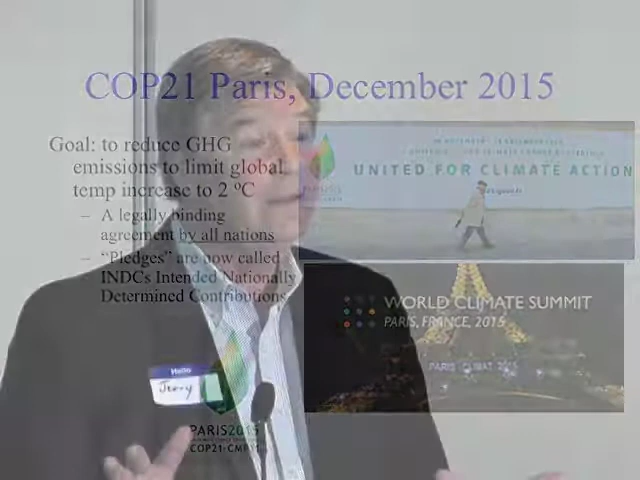 COP21 Paris, December 2015
Goal: to reduce GHG
emissions to limit global
temp increase to 2 ºC
– A legally binding
agreement by all nations
– “Pledges” are now called
INDCs Intended Nationally
Determined Contributions
UNITED FOR CLIMATE ACTION
WORLD CLIMATE SUMMIT
PARIS, FRANCE, 2015
Hello
Jerry
PARIS2015
COP21·CMP11